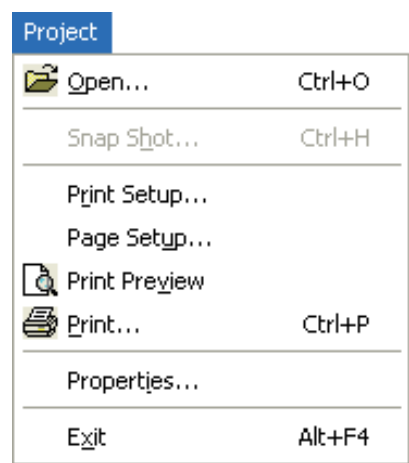 Project
Open... Ctrl+O
Snap Shot... Ctrl+H
Print Setup...
Page Setup...
Print Preview
Print... Ctrl+P
Properties...
Exit Alt+F4